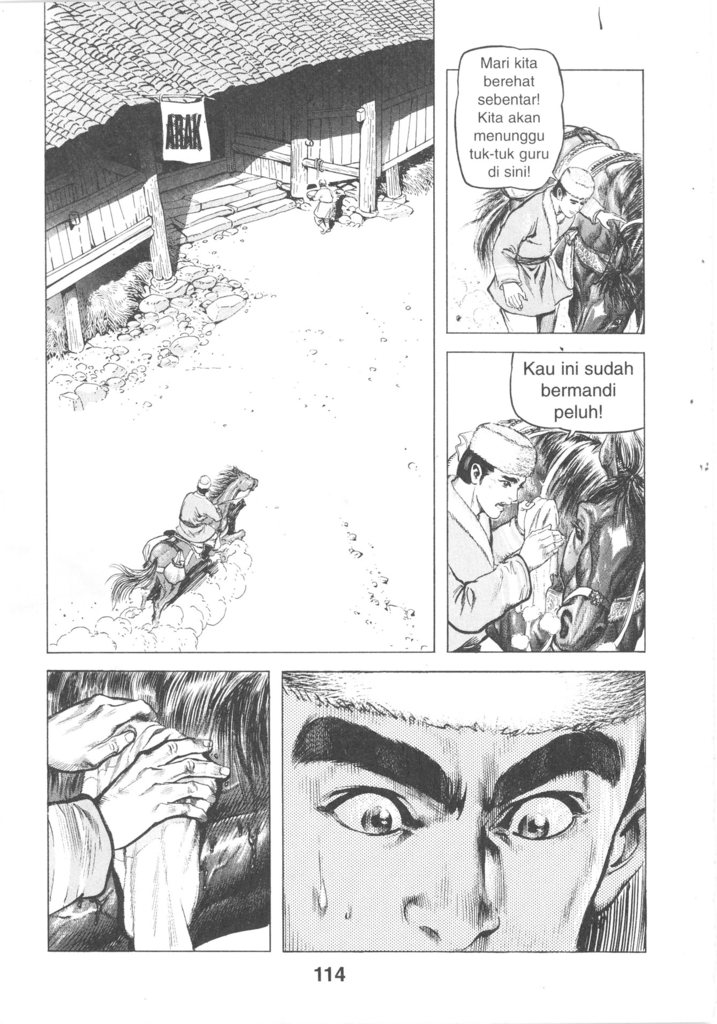 ARAK
Mari kita
berehat
sebentar!
Kita akan
menunggu
tuk-tuk guru
di sini!
Kau ini sudah
bermandi
peluh!
114